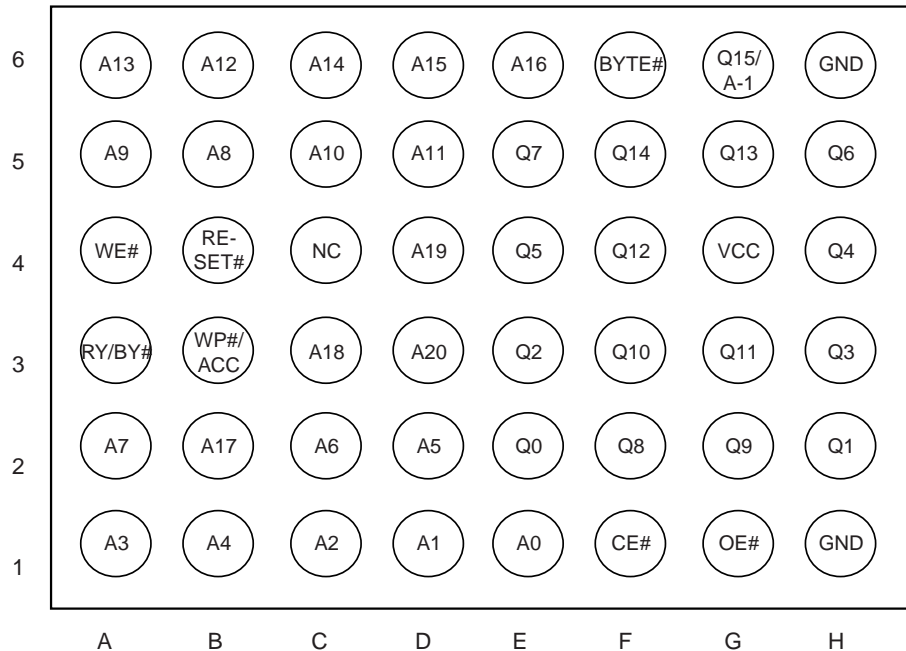 6 A13 A12 A14 A15 A16 BYTE# Q15/ A-1 GND
5 A9 A8 A10 A11 Q7 Q14 Q13 Q6
4 WE# RE- SET# NC A19 Q5 Q12 VCC Q4
3 RY/BY# WP#/ ACC A18 A20 Q2 Q10 Q11 Q3
2 A7 A17 A6 A5 Q0 Q8 Q9 Q1
1 A3 A4 A2 A1 A0 CE# OE# GND
A B C D E F G H